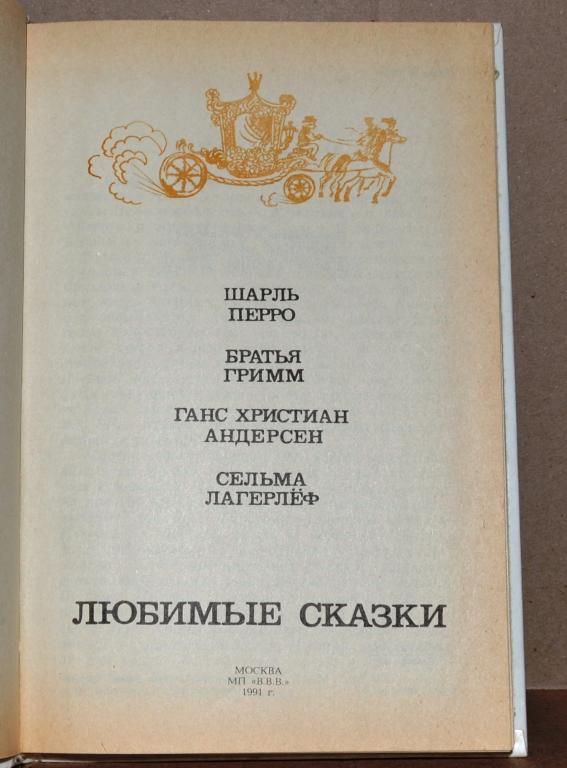 ШАРЛЬ
ПЕРРО
БРАТЬЯ
ГРИММ
ГАНС ХРИСТИАН
АНДЕРСЕН
СЕЛЬМА
ЛАГЕРЛЁФ
ЛЮБИМЫЕ СКАЗКИ
МОСКВА
МП «В.В.В.»
1991 г.